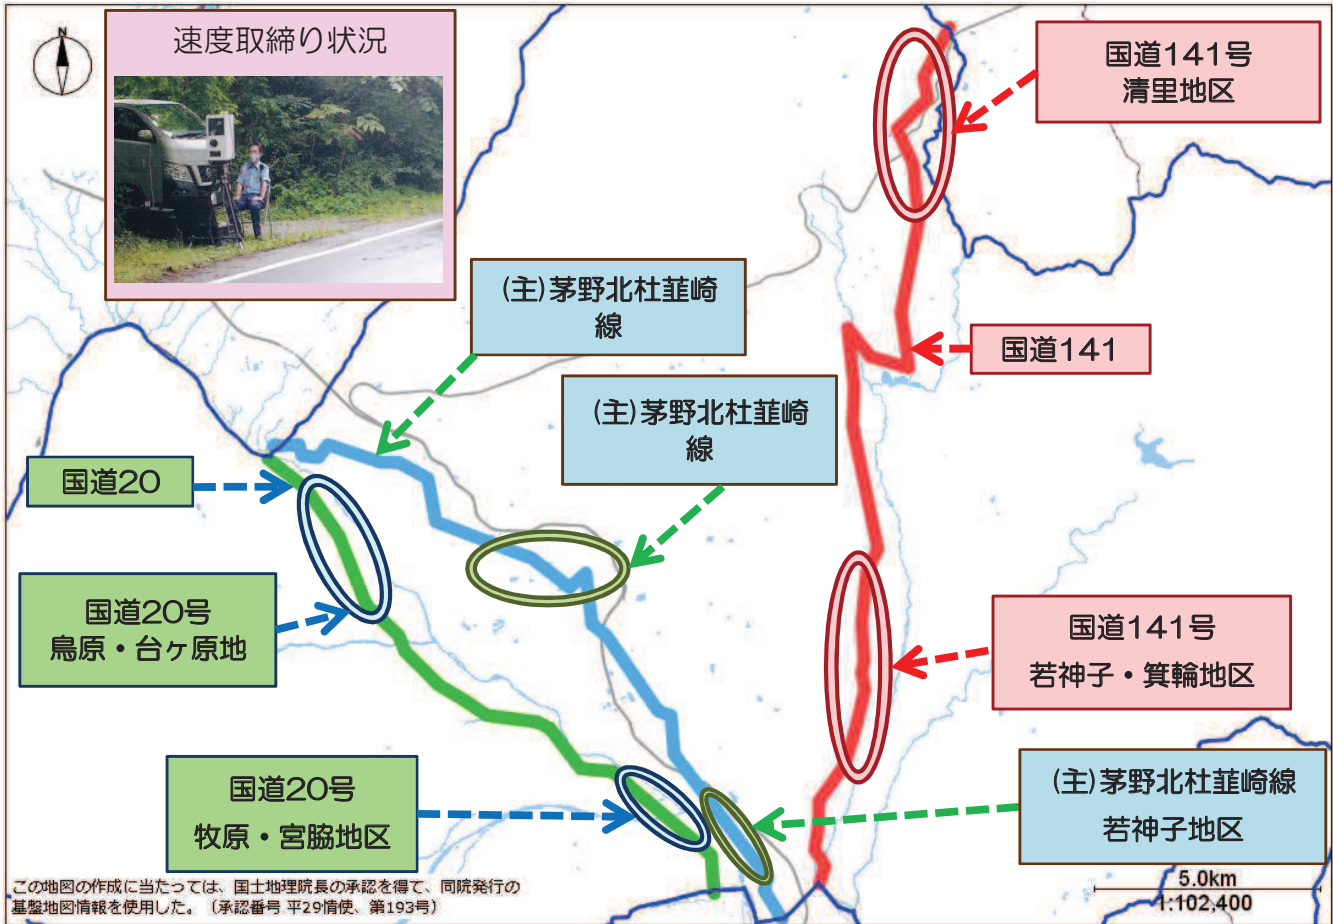 N
速度取締り状況
国道141号
清里地区
(主)茅野北杜韮崎
線
国道141
(主)茅野北杜韮崎
線
国道20
国道20号
鳥原・台ヶ原地
国道141号
若神子・箕輪地区
国道20号
牧原・宮脇地区
(主)茅野北杜韮崎線
若神子地区
この地図の作成に当たっては、国土地理院長の承認を得て、同院発行の
基盤地図情報を使用した。（承認番号 平29情使、第193号）
5.0km
1:102,400